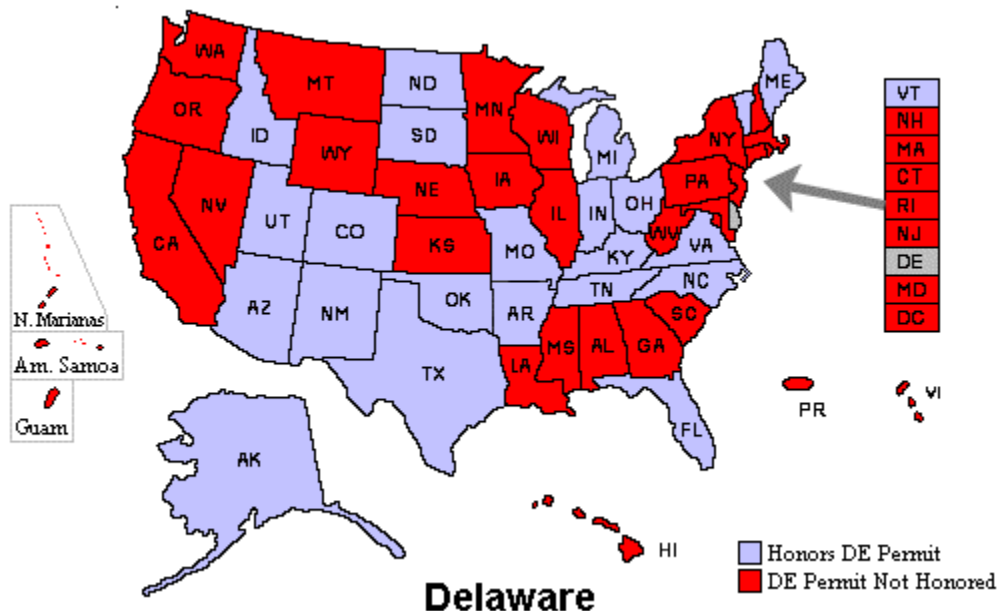 WA
MT
ND
MN
ME
VT
OR
ID
SD
WI
NY
NH
WY
MI
MA
IA
PA
CT
NE
NV
IL
IN
OH
RI
UT
CO
WV
NJ
CA
KS
MO
KY
VA
DE
AZ
NM
OK
TN
NC
MD
AR
SC
DC
N. Marianas
MS
AL
GA
LA
Am. Samoa
TX
VI
PR
Guam
FL
AK
HI
Honors DE Permit
DE Permit Not Honored
Delaware